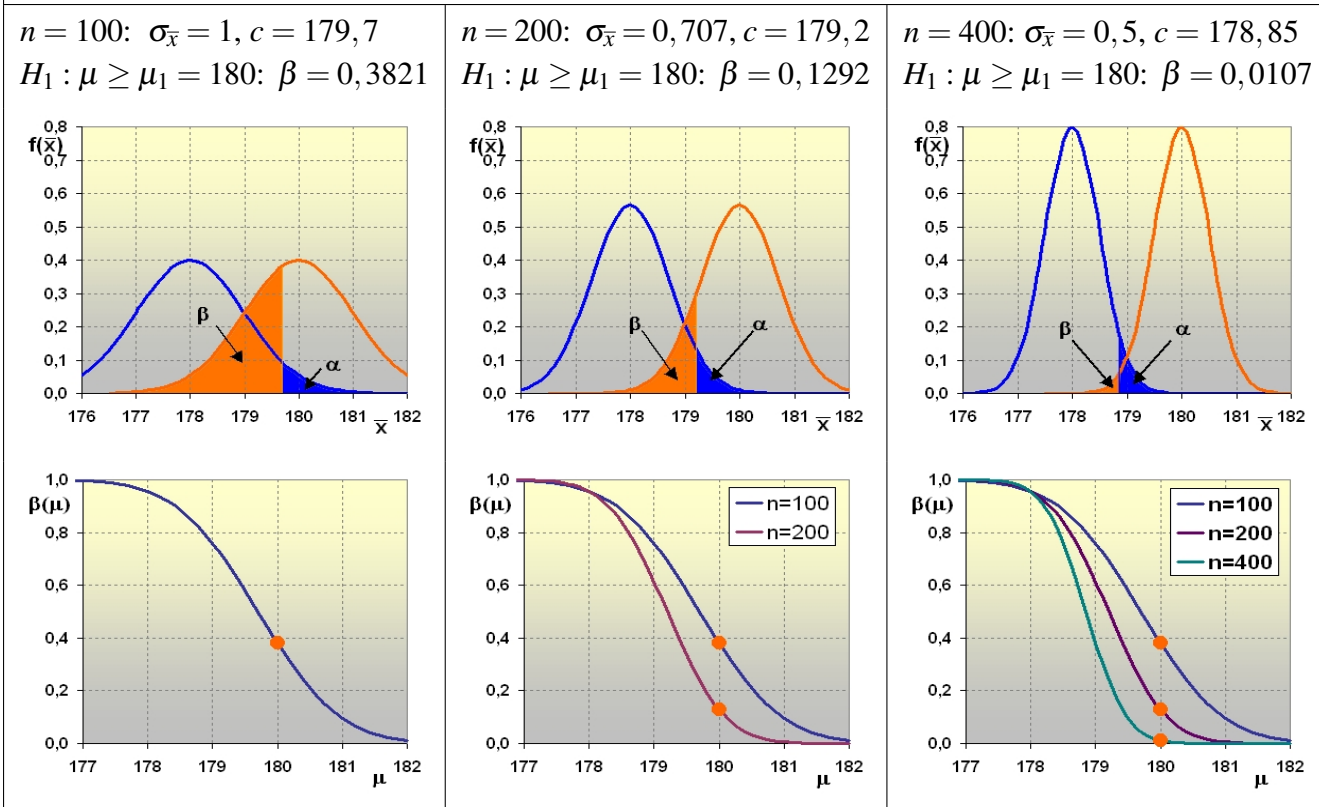 n = 100: σx̄ = 1, c = 179,7
H₁ : μ ≥ μ₁ = 180: β = 0,3821
0,8
f(x̄)
0,7
0,6
0,5
0,4
0,3
0,2
0,1
0,0
β
α
176 177 178 179 180 181 182
x̄
1,0
β(μ)
0,8
0,6
0,4
0,2
0,0
177 178 179 180 181 182
μ
n = 200: σx̄ = 0,707, c = 179,2
H₁ : μ ≥ μ₁ = 180: β = 0,1292
0,8
f(x̄)
0,7
0,6
0,5
0,4
0,3
0,2
0,1
0,0
β
α
176 177 178 179 180 181 182
x̄
1,0
β(μ)
0,8
0,6
0,4
0,2
0,0
n=100
n=200
177 178 179 180 181 182
μ
n = 400: σx̄ = 0,5, c = 178,85
H₁ : μ ≥ μ₁ = 180: β = 0,0107
0,8
f(x̄)
0,7
0,6
0,5
0,4
0,3
0,2
0,1
0,0
β
α
176 177 178 179 180 181 182
x̄
1,0
β(μ)
0,8
0,6
0,4
0,2
0,0
n=100
n=200
n=400
177 178 179 180 181 182
μ